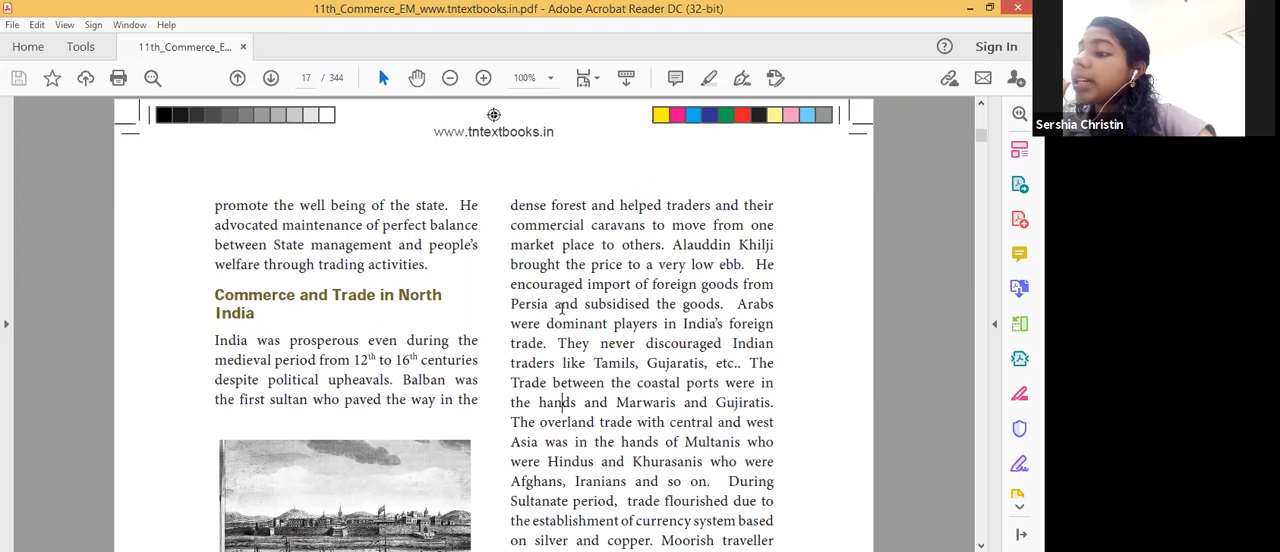 11th_Commerce_EM_www.tntextbooks.in.pdf - Adobe Acrobat Reader DC (32-bit)
File Edit View Sign Window Help
Home Tools 11th_Commerce_E... × Sign In
17 / 344 100%
Sershia Christin
www.tntextbooks.in
promote the well being of the state. He
advocated maintenance of perfect balance
between State management and people's
welfare through trading activities.
Commerce and Trade in North
India
India was prosperous even during the
medieval period from 12th to 16th centuries
despite political upheavals. Balban was
the first sultan who paved the way in the
dense forest and helped traders and their
commercial caravans to move from one
market place to others. Alauddin Khilji
brought the price to a very low ebb. He
encouraged import of foreign goods from
Persia and subsidised the goods. Arabs
were dominant players in India's foreign
trade. They never discouraged Indian
traders like Tamils, Gujaratis, etc.. The
Trade between the coastal ports were in
the hands and Marwaris and Gujiratis.
The overland trade with central and west
Asia was in the hands of Multanis who
were Hindus and Khurasanis who were
Afghans, Iranians and so on. During
Sultanate period, trade flourished due to
the establishment of currency system based
on silver and copper. Moorish traveller